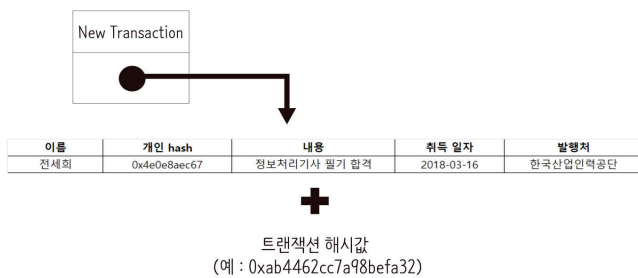 New Transaction
이름 개인 hash 내용 취득 일자 발행처
전세희 0x4e0e8aec67 정보처리기사 필기 합격 2018-03-16 한국산업인력공단
트랜잭션 해시값
(예 : 0xab4462cc7a98befa32)